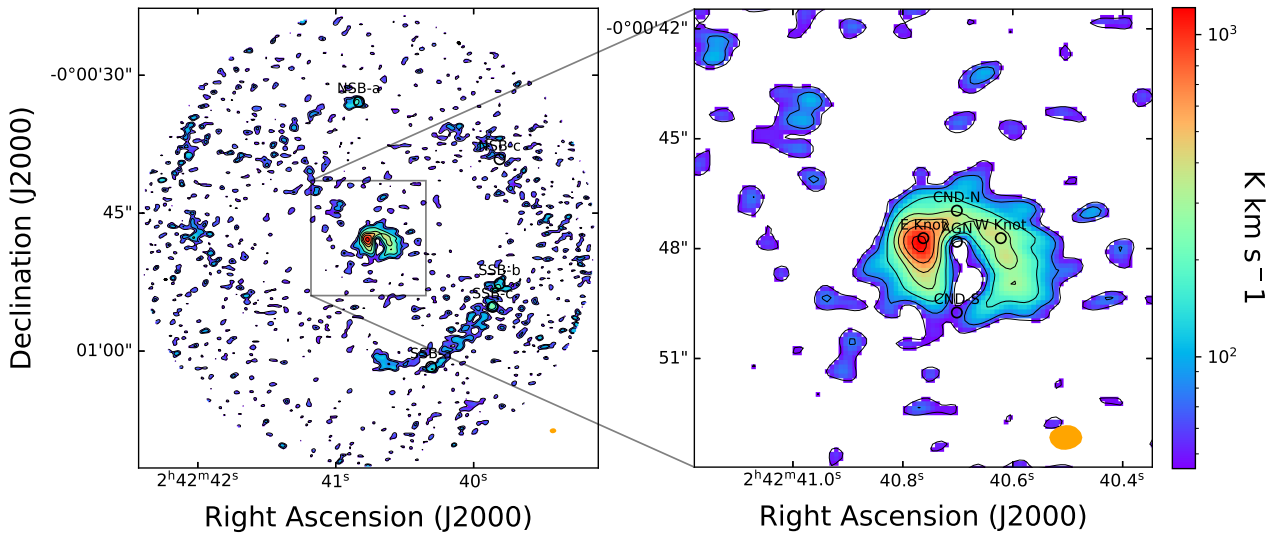 Declination (J2000)
-0°00'30"
45"
01'00"
NSB-a
NSB-c
SSB-b
SSB-c
2ʰ42ᵐ42ˢ
41ˢ
40ˢ
Right Ascension (J2000)
-0°00'42"
45"
48"
51"
CND-N
E Knot
AGN
W Knot
CND-S
2ʰ42ᵐ41.0ˢ
40.8ˢ
40.6ˢ
40.4ˢ
Right Ascension (J2000)
10³
10²
K km s−1